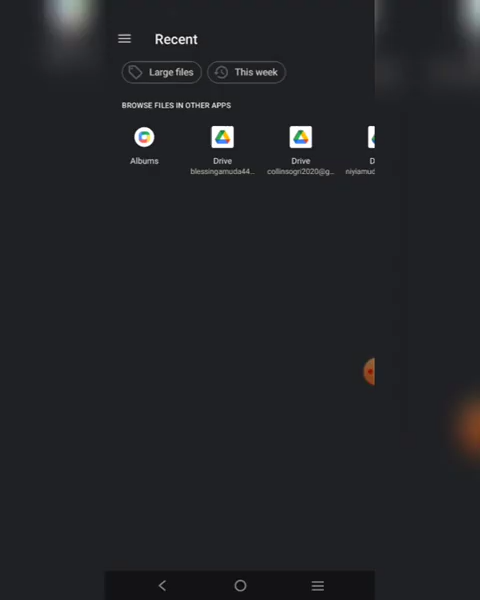 Recent
Large files
This week
BROWSE FILES IN OTHER APPS
Albums
Drive
blessingamuda44...
Drive
collinsogri2020@g...
D
niyiamud